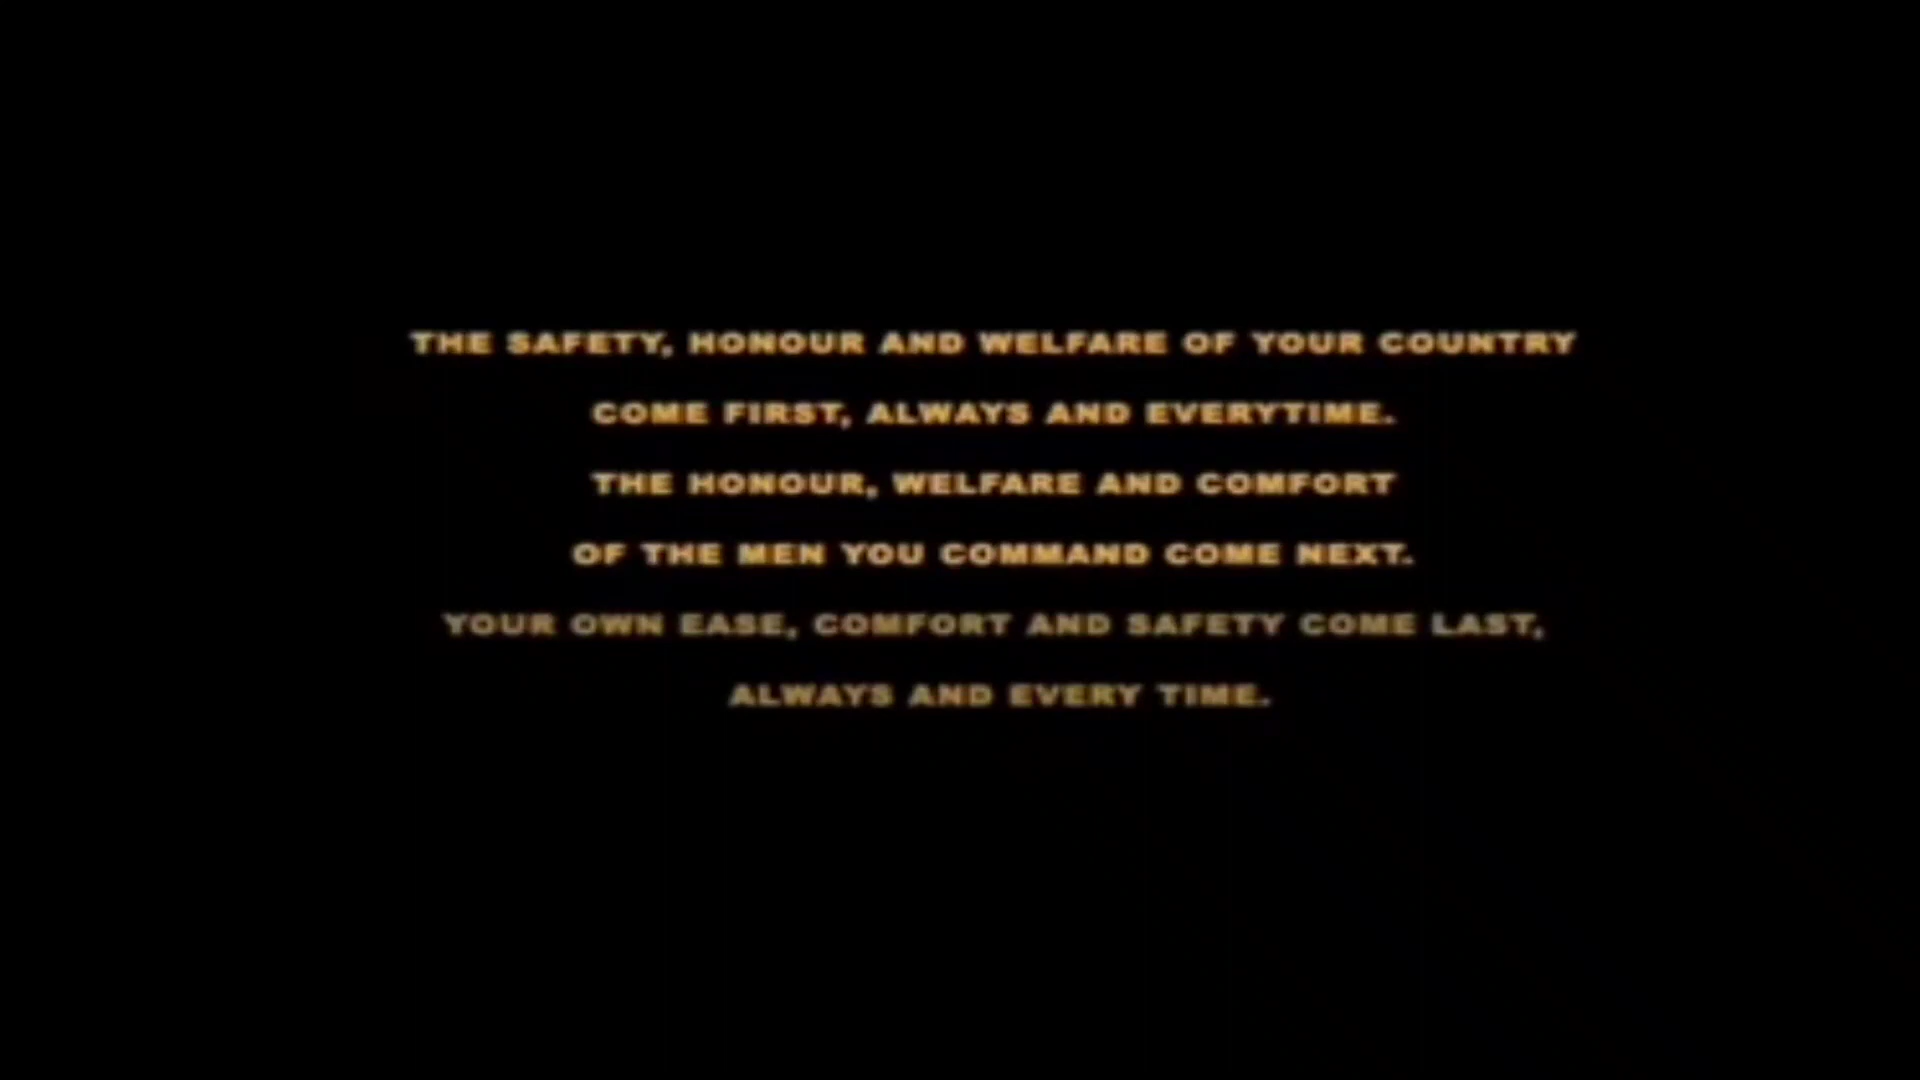 THE SAFETY, HONOUR AND WELFARE OF YOUR COUNTRY
COME FIRST, ALWAYS AND EVERYTIME.
THE HONOUR, WELFARE AND COMFORT
OF THE MEN YOU COMMAND COME NEXT.
YOUR OWN EASE, COMFORT AND SAFETY COME LAST,
ALWAYS AND EVERY TIME.